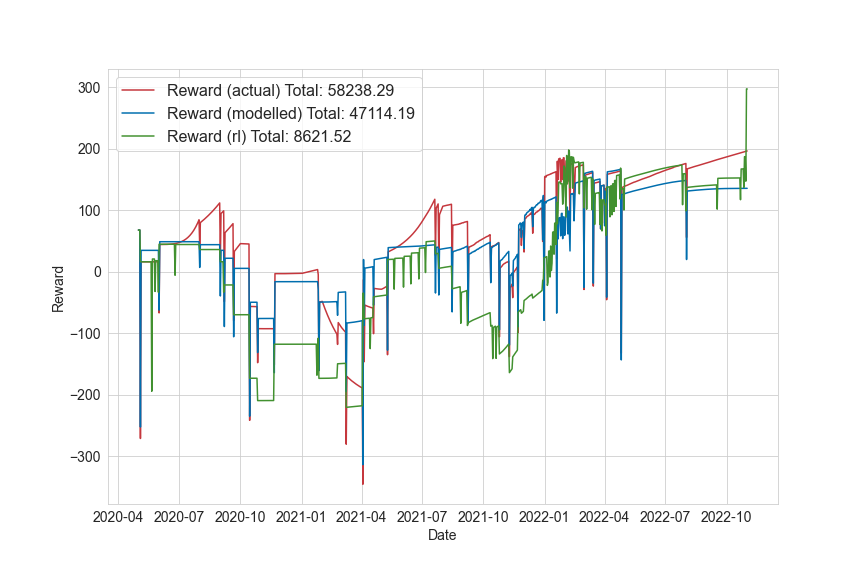 Reward (actual) Total: 58238.29
Reward (modelled) Total: 47114.19
Reward (rl) Total: 8621.52
300
200
100
0
−100
−200
−300
Reward
2020-04 2020-07 2020-10 2021-01 2021-04 2021-07 2021-10 2022-01 2022-04 2022-07 2022-10
Date